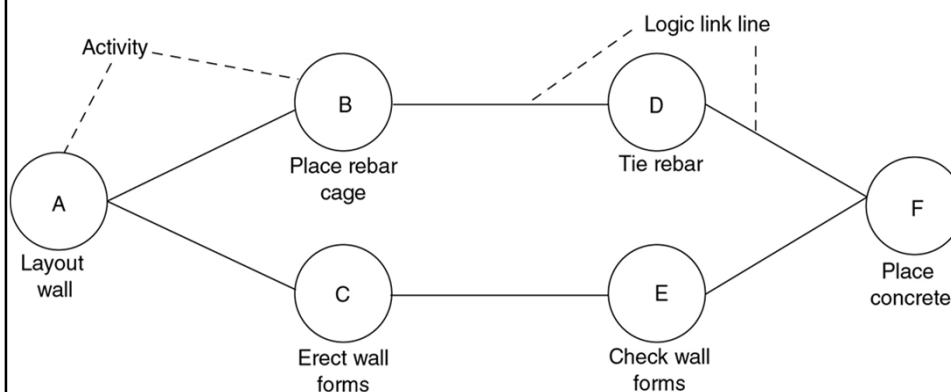 Logic link line
Activity
B
Place rebar
cage
D
Tie rebar
A
Layout
wall
F
Place
concrete
C
Erect wall
forms
E
Check wall
forms